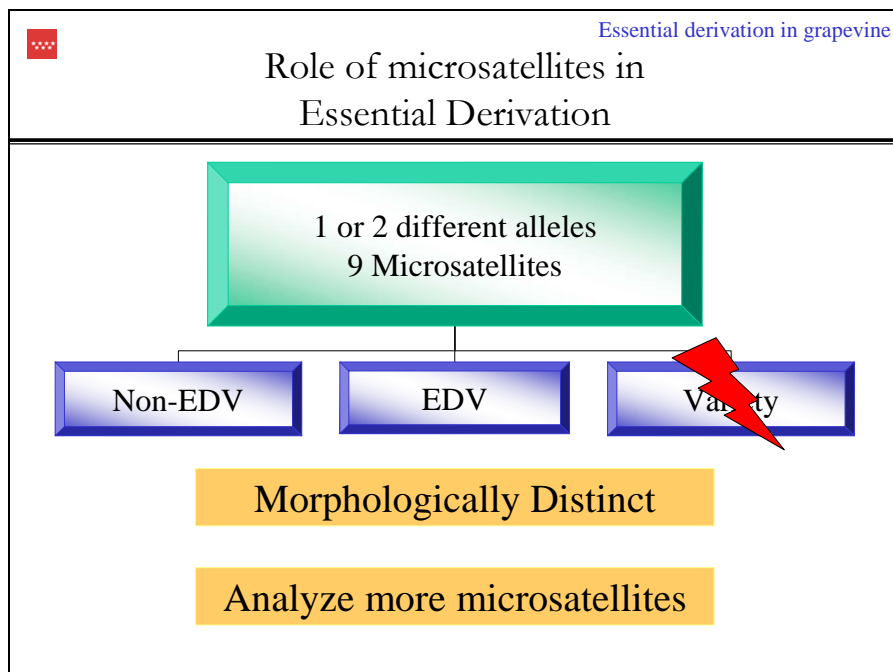 Essential derivation in grapevine
Role of microsatellites in
Essential Derivation
1 or 2 different alleles
9 Microsatellites
Non-EDV
EDV
Variety
Morphologically Distinct
Analyze more microsatellites